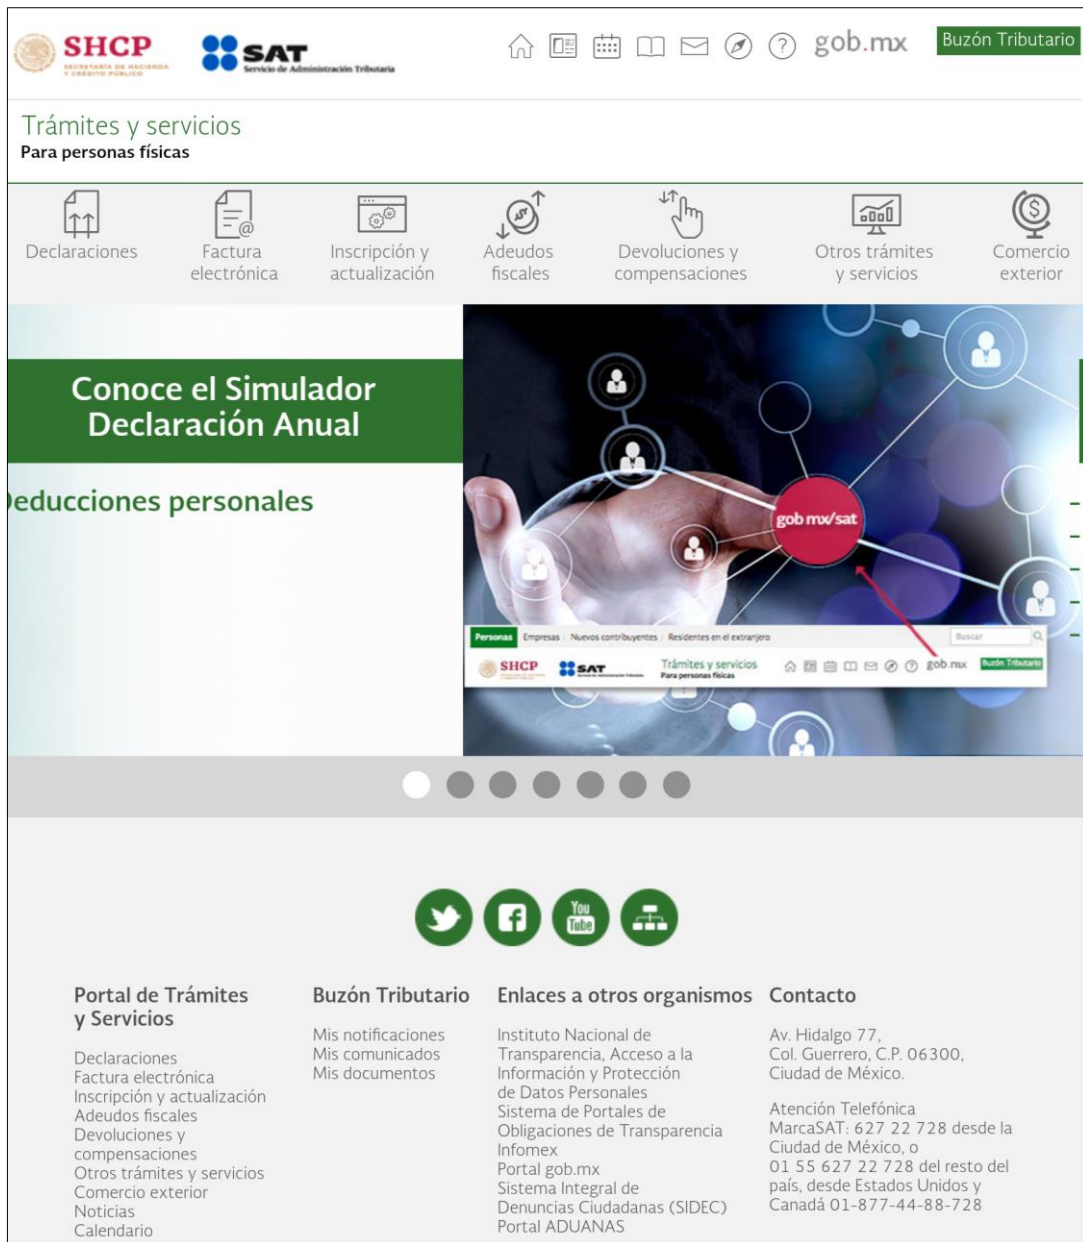 SHCP
SECRETARÍA DE HACIENDA
Y CRÉDITO PÚBLICO
SAT
Servicio de Administración Tributaria
gob.mx
Buzón Tributario
Trámites y servicios
Para personas físicas
Declaraciones
Factura
electrónica
Inscripción y
actualización
Adeudos
fiscales
Devoluciones y
compensaciones
Otros trámites
y servicios
Comercio
exterior
Conoce el Simulador
Declaración Anual
Deducciones personales
gob mx/sat
Personas Empresas Nuevos contribuyentes Residentes en el extranjero Buscar
SHCP
SAT
Trámites y servicios
Para personas físicas
gob.mx
Buzón Tributario
You
Tube
Portal de Trámites
y Servicios
Declaraciones
Factura electrónica
Inscripción y actualización
Adeudos fiscales
Devoluciones y
compensaciones
Otros trámites y servicios
Comercio exterior
Noticias
Calendario
Buzón Tributario
Mis notificaciones
Mis comunicados
Mis documentos
Enlaces a otros organismos
Instituto Nacional de
Transparencia, Acceso a la
Información y Protección
de Datos Personales
Sistema de Portales de
Obligaciones de Transparencia
Infomex
Portal gob.mx
Sistema Integral de
Denuncias Ciudadanas (SIDEC)
Portal ADUANAS
Contacto
Av. Hidalgo 77,
Col. Guerrero, C.P. 06300,
Ciudad de México.
Atención Telefónica
MarcaSAT: 627 22 728 desde la
Ciudad de México, o
01 55 627 22 728 del resto del
país, desde Estados Unidos y
Canadá 01-877-44-88-728